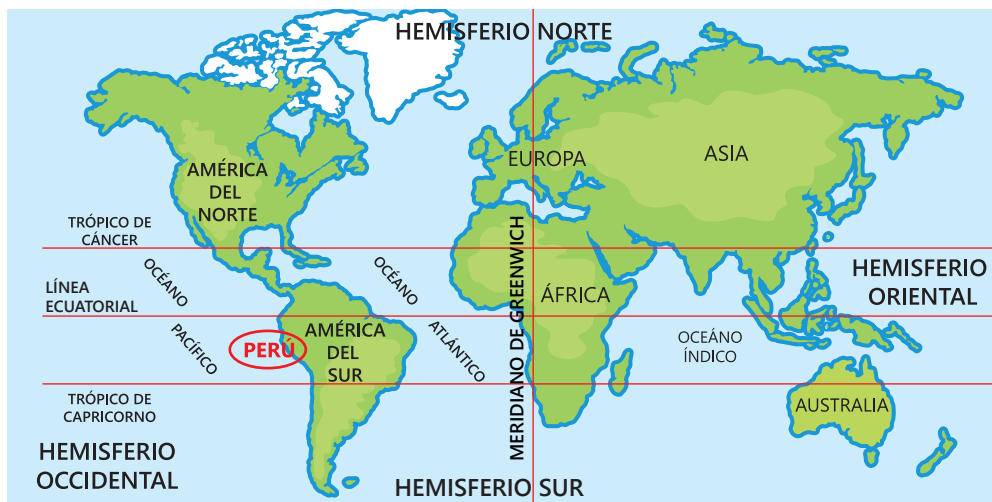 HEMISFERIO NORTE
EUROPA
ASIA
AMÉRICA
DEL
NORTE
TRÓPICO DE
CÁNCER
OCÉANO
PACÍFICO
OCÉANO
ATLÁNTICO
MERIDIANO DE GREENWICH
HEMISFERIO
ORIENTAL
LÍNEA
ECUATORIAL
ÁFRICA
PERÚ
AMÉRICA
DEL
SUR
OCEÁNO
ÍNDICO
TRÓPICO DE
CAPRICORNO
AUSTRALIA
HEMISFERIO
OCCIDENTAL
HEMISFERIO SUR